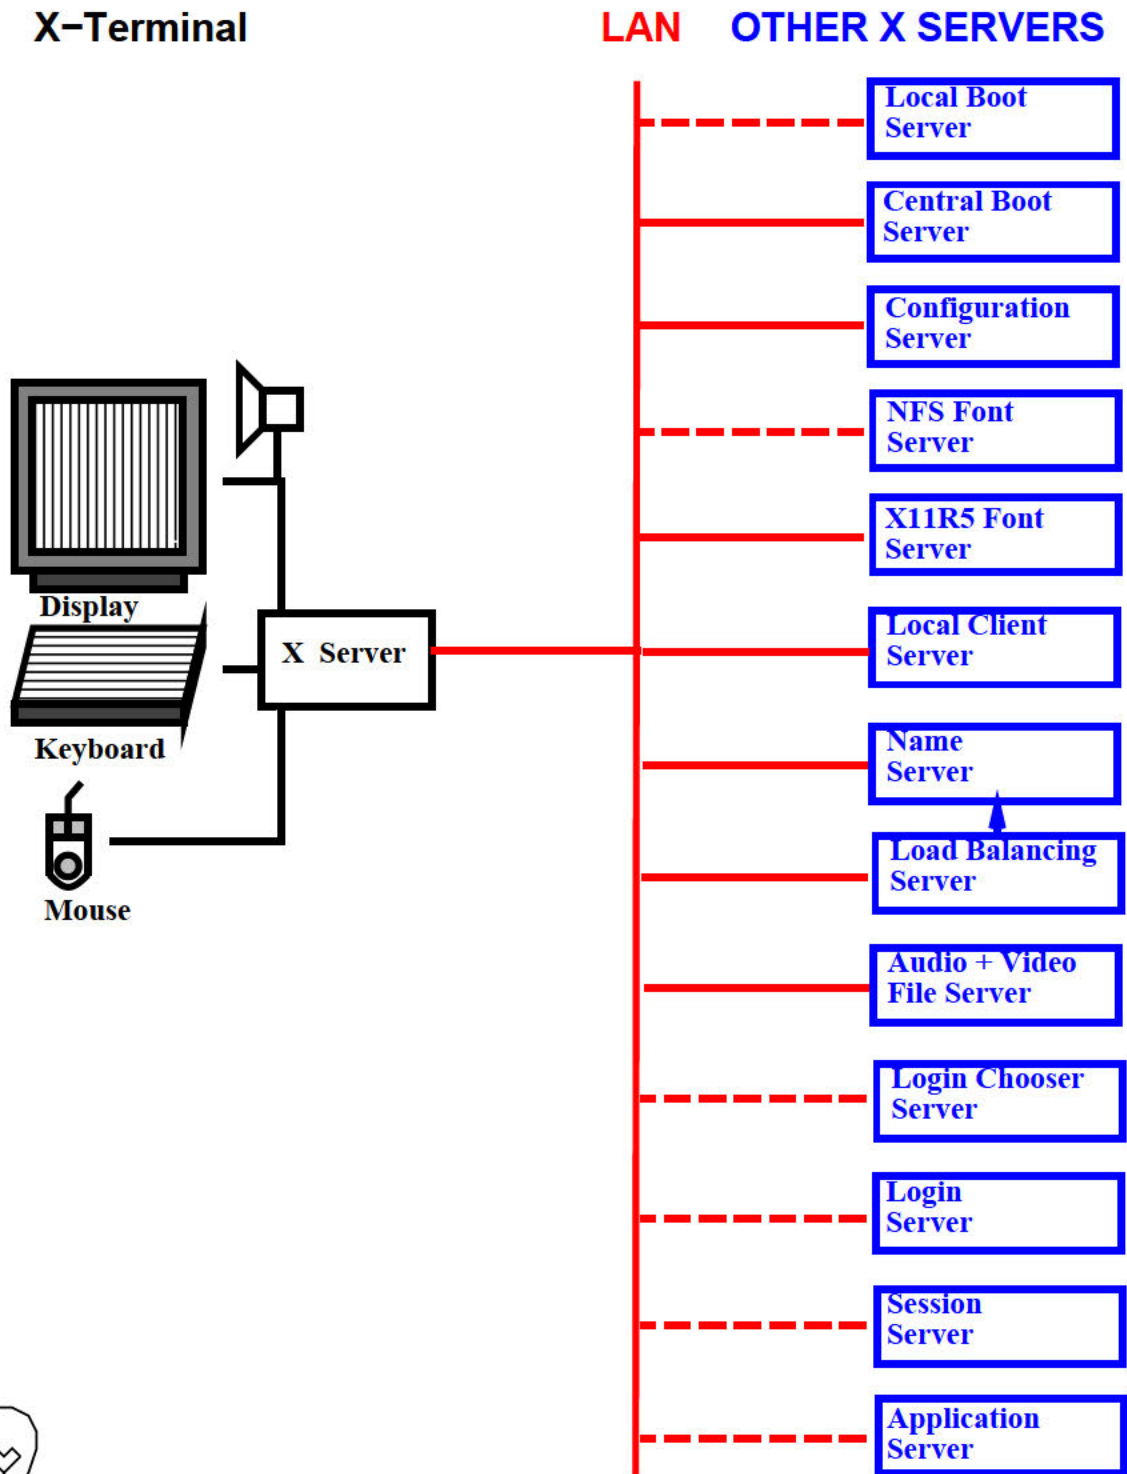 X−Terminal
LAN
OTHER X SERVERS
Local Boot
Server
Central Boot
Server
Configuration
Server
NFS Font
Server
X11R5 Font
Server
Display
X Server
Local Client
Server
Keyboard
Name
Server
Load Balancing
Server
Mouse
Audio + Video
File Server
Login Chooser
Server
Login
Server
Session
Server
Application
Server